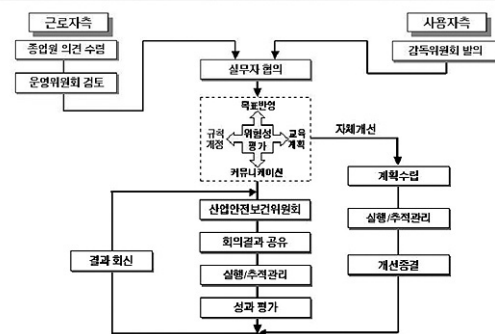 근로자측
사용자측
종업원 의견 수렴
감독위원회 발의
운영위원회 검토
실무자 협의
목표반영
규칙
계정
위험성
평가
교육
계획
커뮤니케이션
자체개선
계획수립
산업안전보건위원회
실행/추적관리
회의결과 공유
결과 회신
실행/추적관리
개선종결
성과 평가